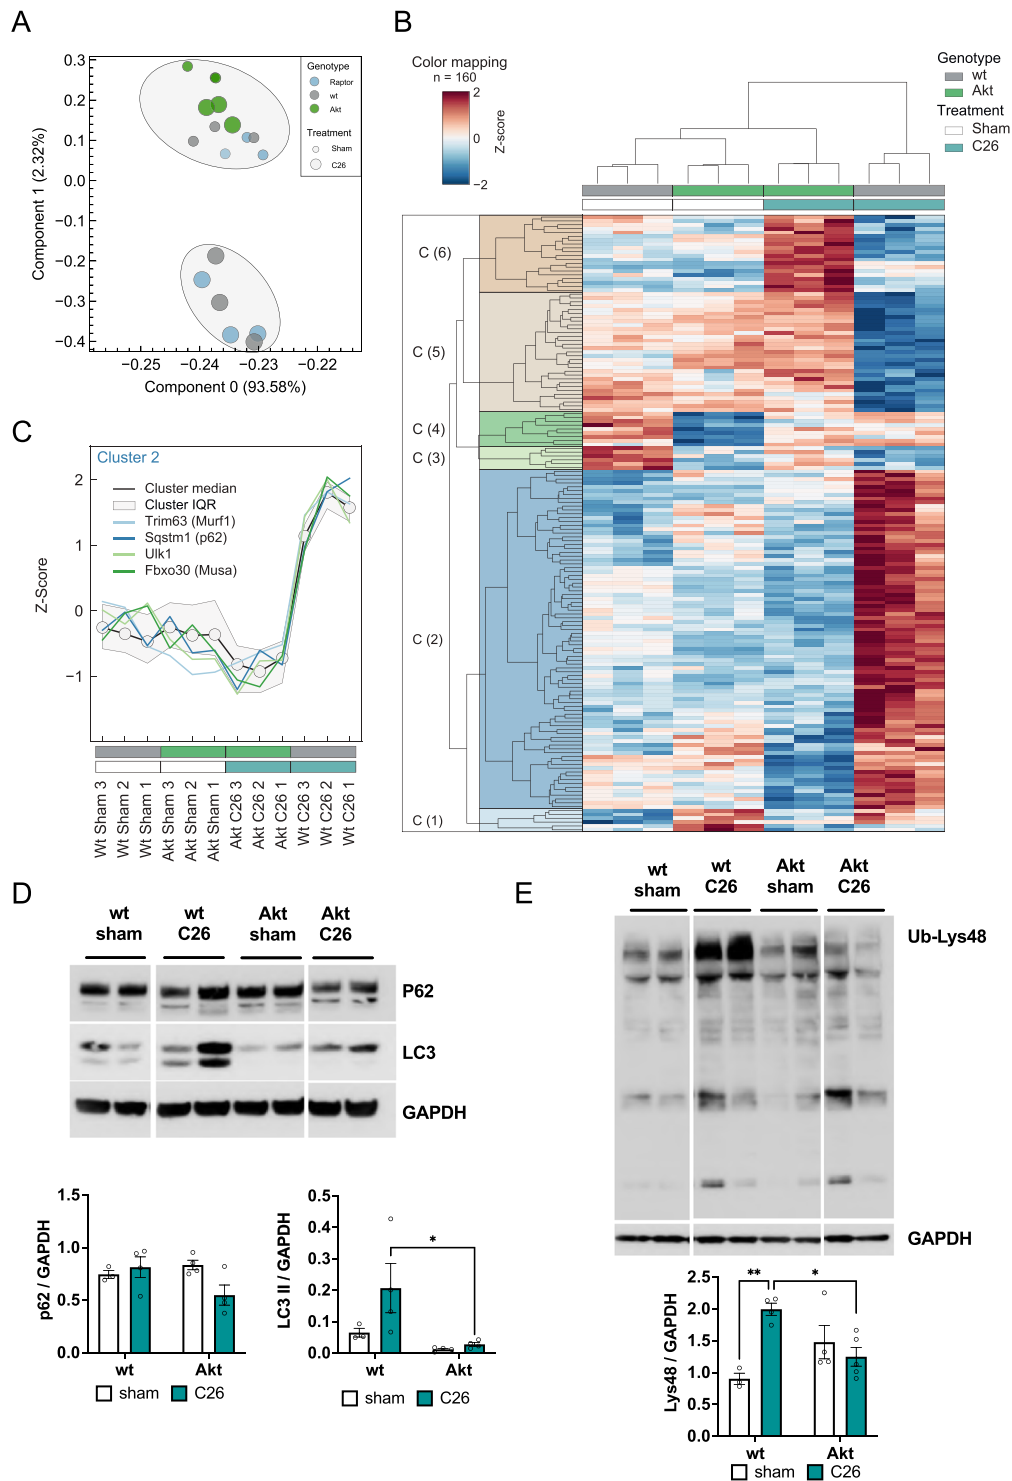 A
0.3
0.2
0.1
0.0
−0.1
−0.2
−0.3
−0.4
Component 1 (2.32%)
−0.25
−0.24
−0.23
−0.22
Component 0 (93.58%)
Genotype
Raptor
wt
Akt
Treatment
Sham
C26
B
Color mapping
n = 160
2
0
−2
Z-score
Genotype
wt
Akt
Treatment
Sham
C26
C (6)
C (5)
C (4)
C (3)
C (2)
C (1)
C
Cluster 2
Cluster median
Cluster IQR
Trim63 (Murf1)
Sqstm1 (p62)
Ulk1
Fbxo30 (Musa)
2
1
0
−1
Z-Score
Wt Sham 3
Wt Sham 2
Wt Sham 1
Akt Sham 3
Akt Sham 2
Akt Sham 1
Akt C26 3
Akt C26 2
Akt C26 1
Wt C26 3
Wt C26 2
Wt C26 1
D
wt
sham
wt
C26
Akt
sham
Akt
C26
P62
LC3
GAPDH
1.5
1.0
0.5
0.0
p62 / GAPDH
wt
Akt
sham
C26
0.5
0.4
0.3
0.2
0.1
0.0
LC3 II / GAPDH
*
wt
Akt
sham
C26
E
wt
sham
wt
C26
Akt
sham
Akt
C26
Ub-Lys48
GAPDH
2.5
2.0
1.5
1.0
0.5
0.0
Lys48 / GAPDH
**
*
wt
Akt
sham
C26